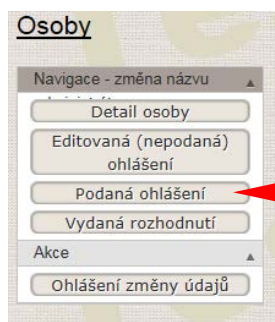 Osoby
Navigace - změna názvu
Detail osoby
Editovaná (nepodaná)
ohlášení
Podaná ohlášení
Vydaná rozhodnutí
Akce
Ohlášení změny údajů